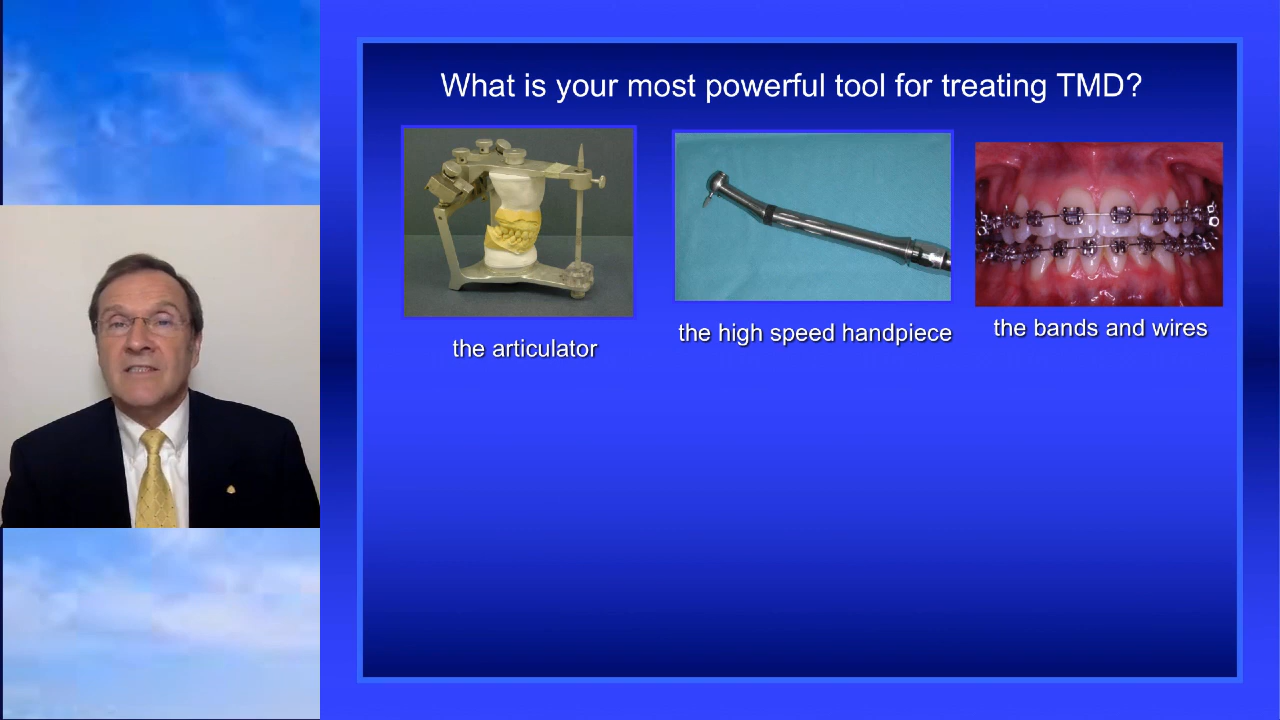 What is your most powerful tool for treating TMD?
the articulator
the high speed handpiece
the bands and wires